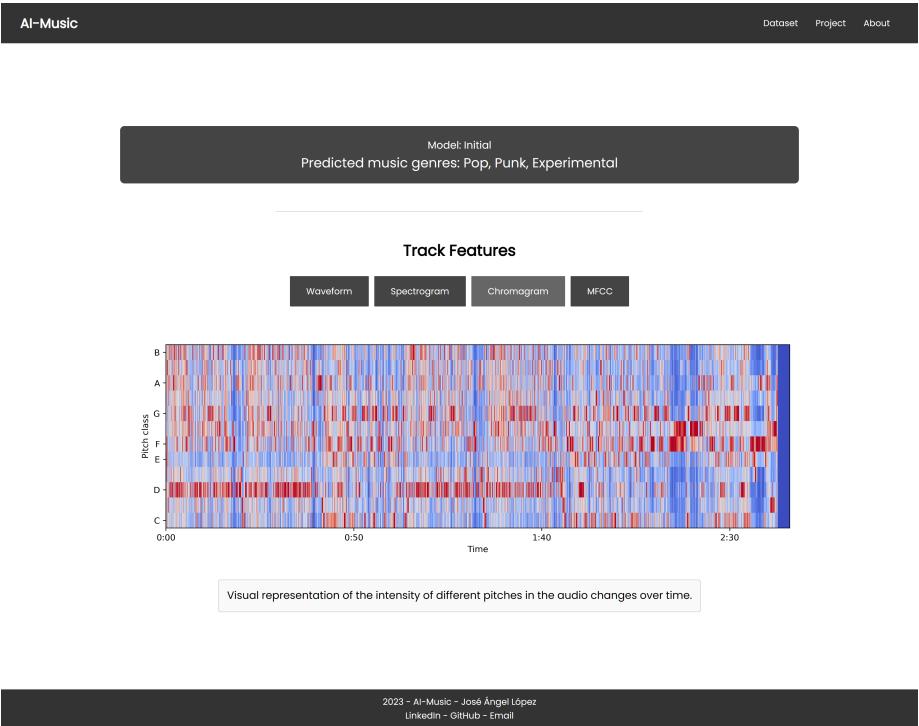 AI-Music
Dataset Project About
Model: Initial
Predicted music genres: Pop, Punk, Experimental
Track Features
Waveform Spectrogram Chromagram MFCC
Pitch class
B
A
G
F
E
D
C
0:00 0:50 1:40 2:30
Time
Visual representation of the intensity of different pitches in the audio changes over time.
2023 - AI-Music - José Ángel López
LinkedIn - GitHub - Email